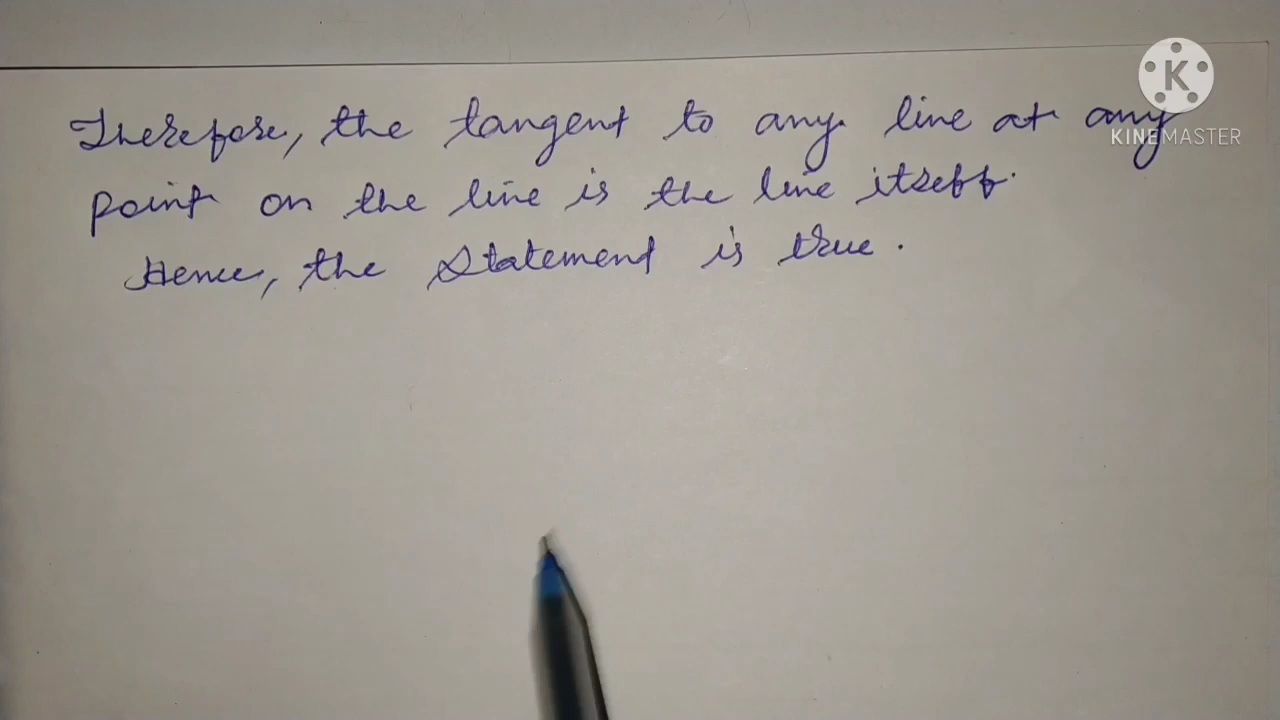 Therefore, the tangent to any line at any
point on the line is the line itself.
Hence, the statement is true.
KINEMASTER